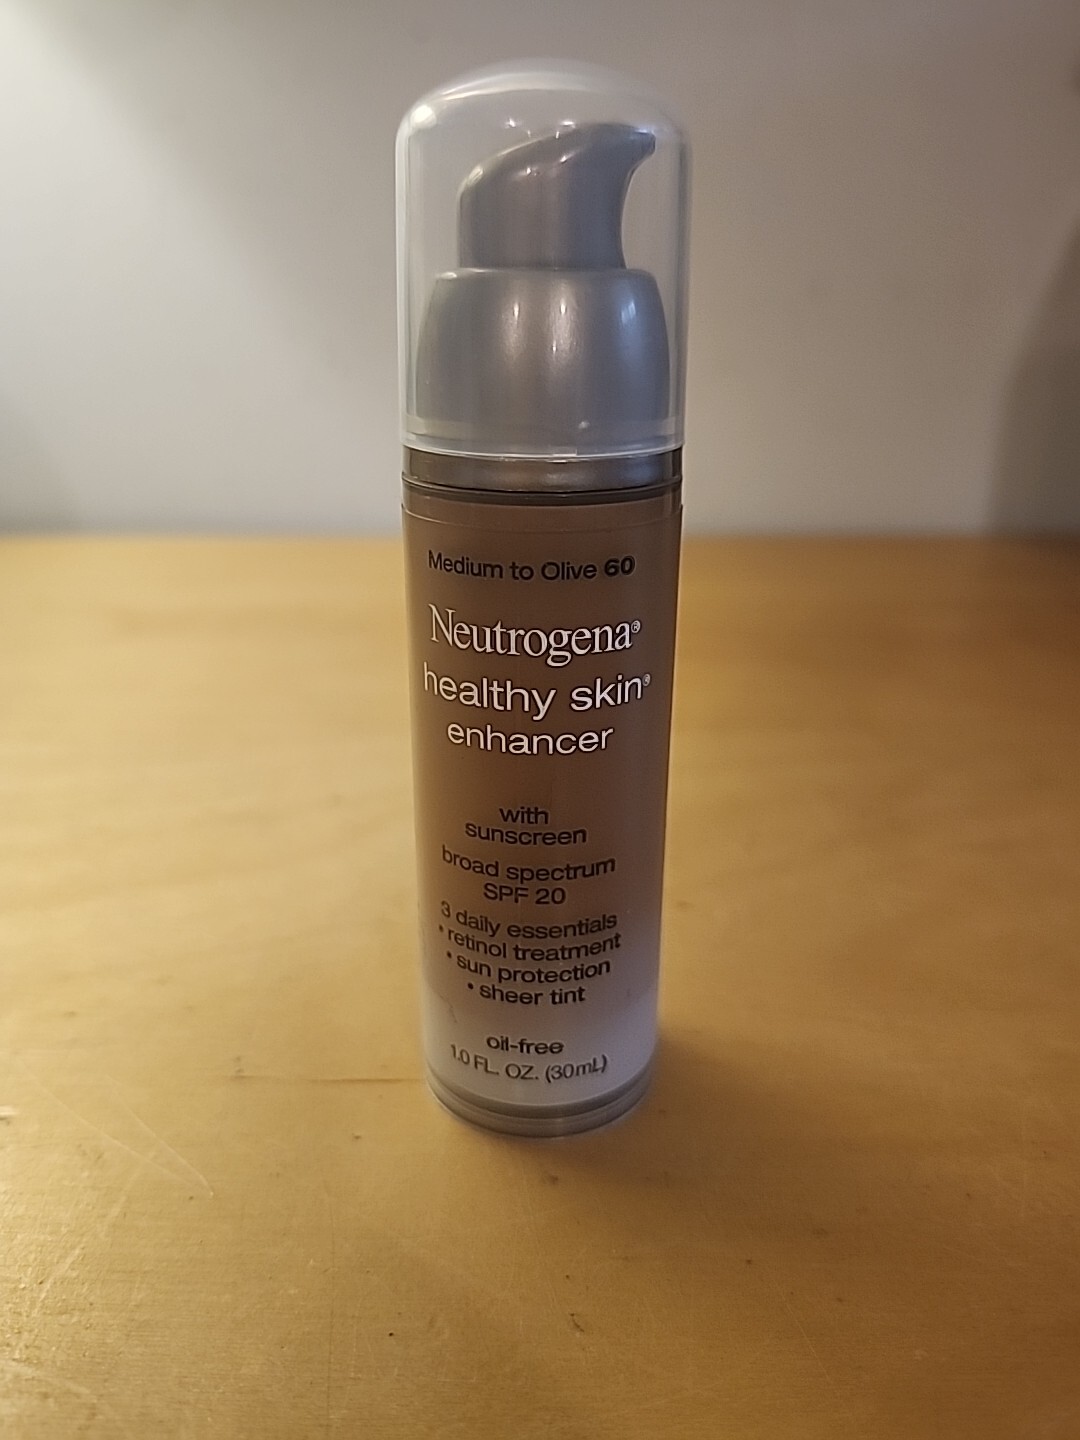 Medium to Olive 60
Neutrogena®
healthy skin®
enhancer
with
sunscreen
broad spectrum
SPF 20
3 daily essentials
• retinol treatment
• sun protection
• sheer tint
oil-free
1.0 FL. OZ. (30mL)